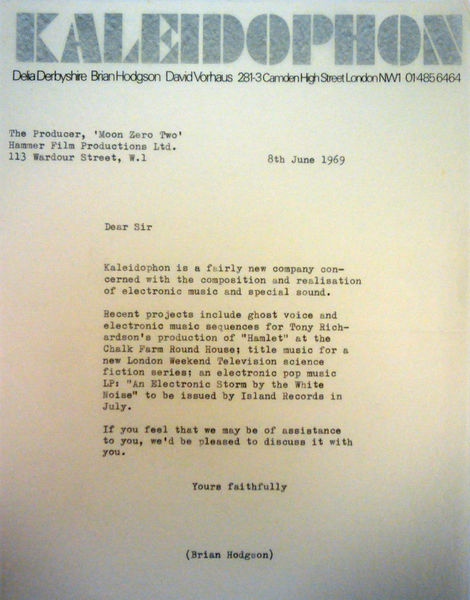 KALEIDOPHON
Delia Derbyshire Brian Hodgson David Vorhaus 281-3 Camden High Street London NW1 01-485 6464
The Producer, 'Moon Zero Two'
Hammer Film Productions Ltd.
113 Wardour Street, W.1
8th June 1969
Dear Sir
Kaleidophon is a fairly new company con-
cerned with the composition and realisation
of electronic music and special sound.
Recent projects include ghost voice and
electronic music sequences for Tony Rich-
ardson's production of "Hamlet" at the
Chalk Farm Round House; title music for a
new London Weekend Television science
fiction series; an electronic pop music
LP: "An Electronic Storm by the White
Noise" to be issued by Island Records in
July.
If you feel that we may be of assistance
to you, we'd be pleased to discuss it with
you.
Yours faithfully
(Brian Hodgson)